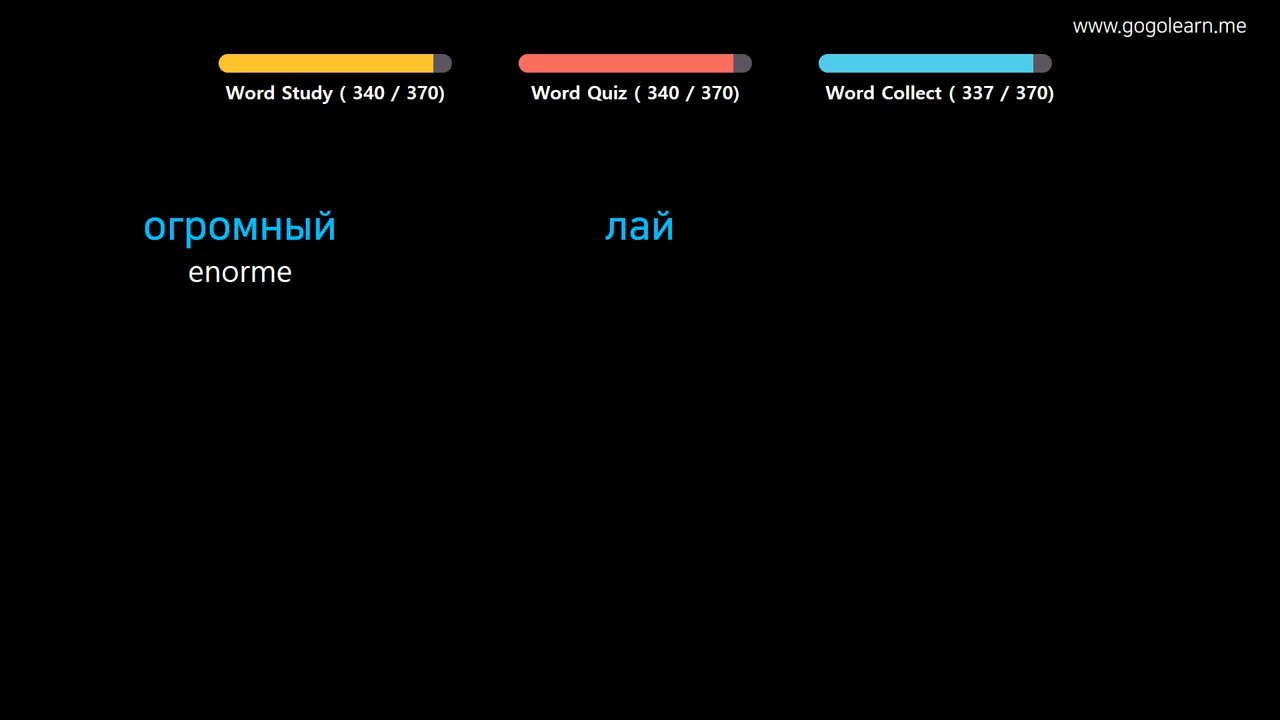 www.gogolearn.me
Word Study ( 340 / 370)
Word Quiz ( 340 / 370)
Word Collect ( 337 / 370)
огромный
enorme
лай